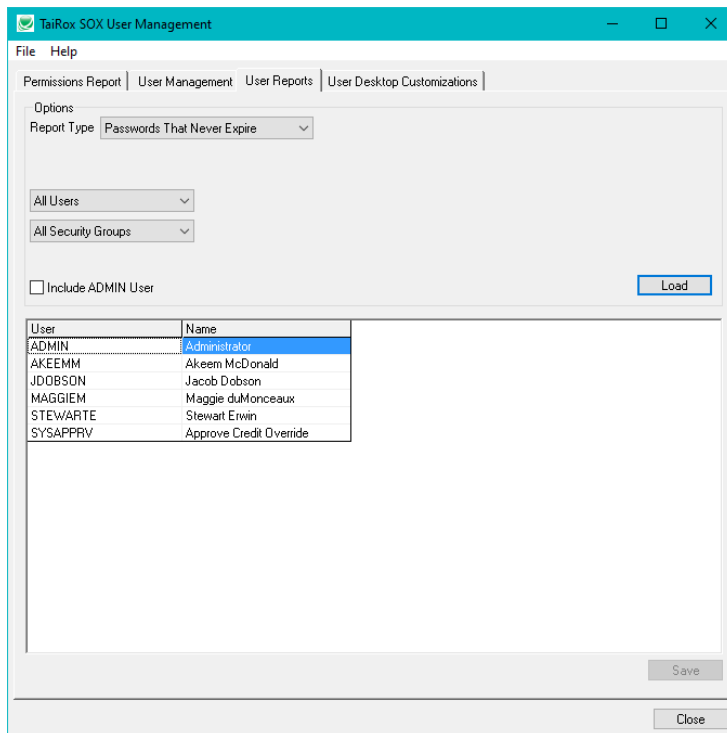 TaiRox SOX User Management
File Help
Permissions Report User Management User Reports User Desktop Customizations
Options
Report Type Passwords That Never Expire
All Users
All Security Groups
Include ADMIN User Load
User Name
ADMIN Administrator
AKEEMM Akeem McDonald
JDOBSON Jacob Dobson
MAGGIEM Maggie duMonceaux
STEWARTE Stewart Erwin
SYSAPPRV Approve Credit Override
Save
Close